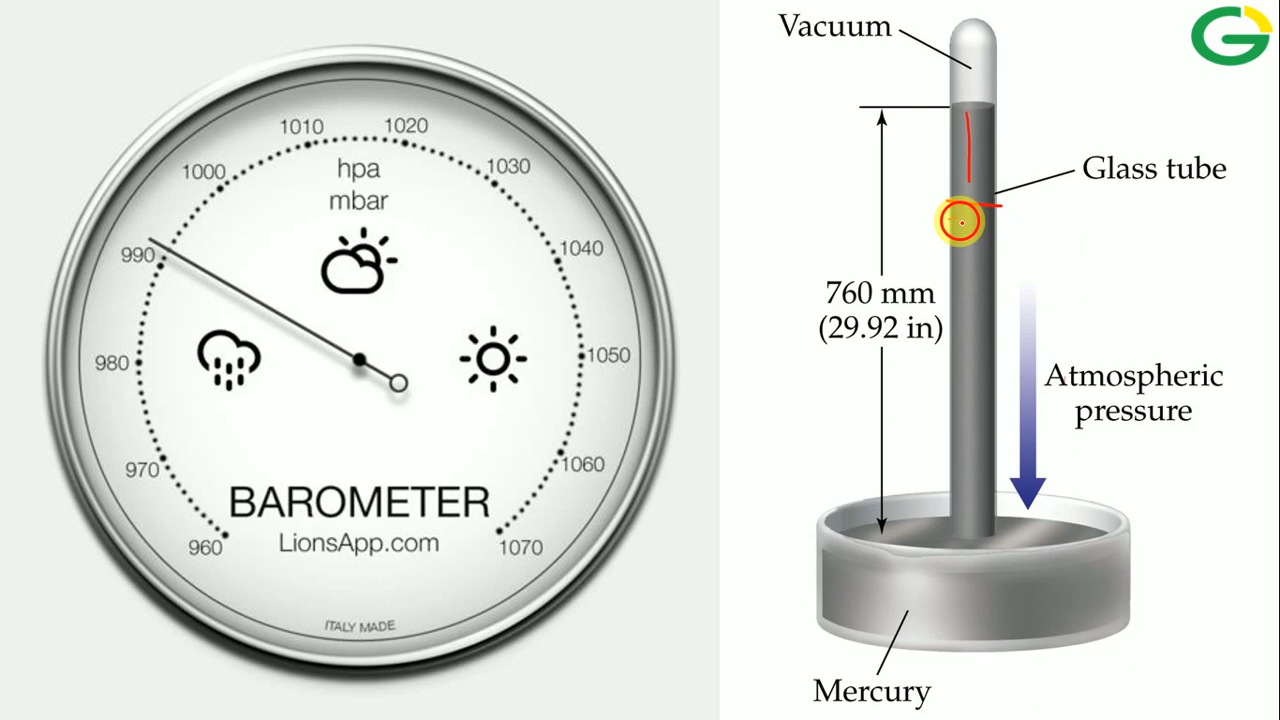 1010
1020
1000
1030
hpa
mbar
990
1040
980
1050
970
1060
BAROMETER
960
LionsApp.com
1070
ITALY MADE
Vacuum
G
Glass tube
760 mm
(29.92 in)
Atmospheric
pressure
Mercury